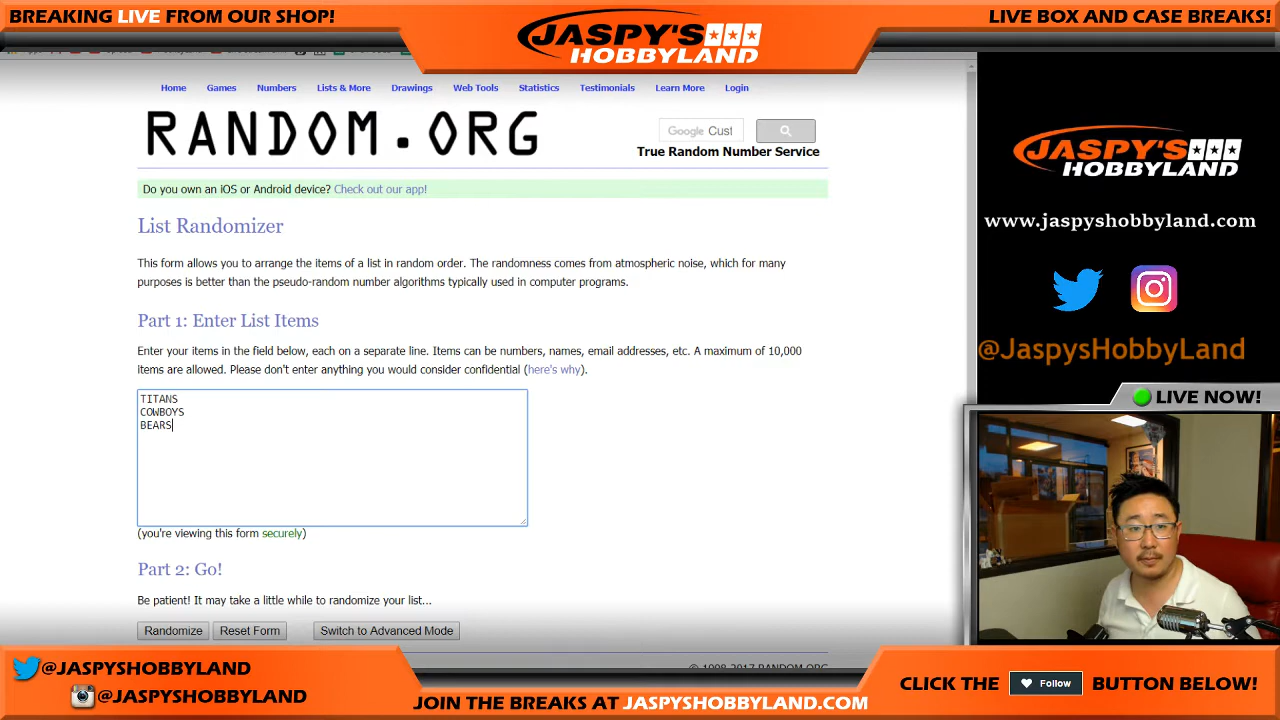 BREAKING LIVE FROM OUR SHOP!
JASPY'S
HOBBYLAND
LIVE BOX AND CASE BREAKS!
Home Games Numbers Lists & More Drawings Web Tools Statistics Testimonials Learn More Login
RANDOM.ORG
Google Cust
True Random Number Service
Do you own an iOS or Android device? Check out our app!
List Randomizer
This form allows you to arrange the items of a list in random order. The randomness comes from atmospheric noise, which for many
purposes is better than the pseudo-random number algorithms typically used in computer programs.
Part 1: Enter List Items
Enter your items in the field below, each on a separate line. Items can be numbers, names, email addresses, etc. A maximum of 10,000
items are allowed. Please don't enter anything you would consider confidential (here's why).
TITANS
COWBOYS
BEARS
(you're viewing this form securely)
Part 2: Go!
Be patient! It may take a little while to randomize your list...
Randomize Reset Form Switch to Advanced Mode
JASPY'S
HOBBYLAND
www.jaspyshobbyland.com
@JaspysHobbyLand
LIVE NOW!
@JASPYSHOBBYLAND
@JASPYSHOBBYLAND
JOIN THE BREAKS AT JASPYSHOBBYLAND.COM
CLICK THE Follow BUTTON BELOW!